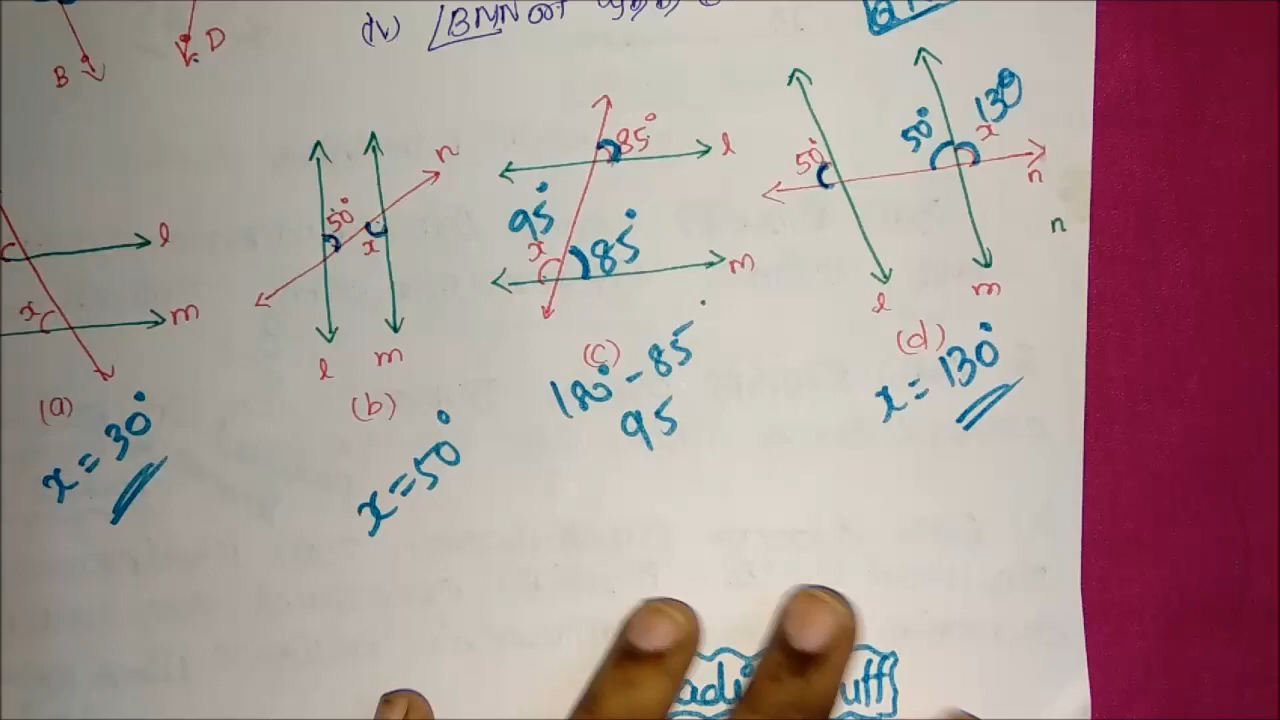 (iv) ∠BMN
B
D
50°
x
n
l
m
(b)
x = 50°
85°
l
95°
x
85°
m
(c)
180° - 85°
95
50°
50°
130
x
n
n
l
m
(d)
x = 130°
x
l
m
(a)
x = 30°